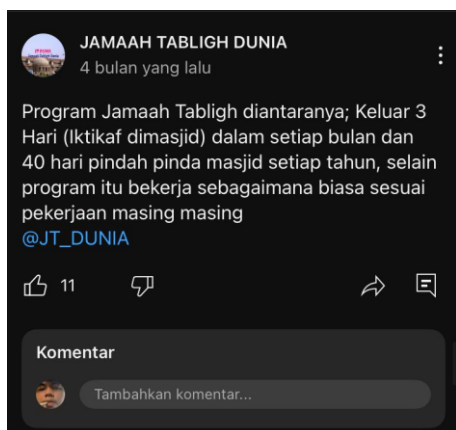 JAMAAH TABLIGH DUNIA
4 bulan yang lalu
Program Jamaah Tabligh diantaranya; Keluar 3
Hari (Iktikaf dimasjid) dalam setiap bulan dan
40 hari pindah pinda masjid setiap tahun, selain
program itu bekerja sebagaimana biasa sesuai
pekerjaan masing masing
@JT_DUNIA
11
Komentar
Tambahkan komentar...